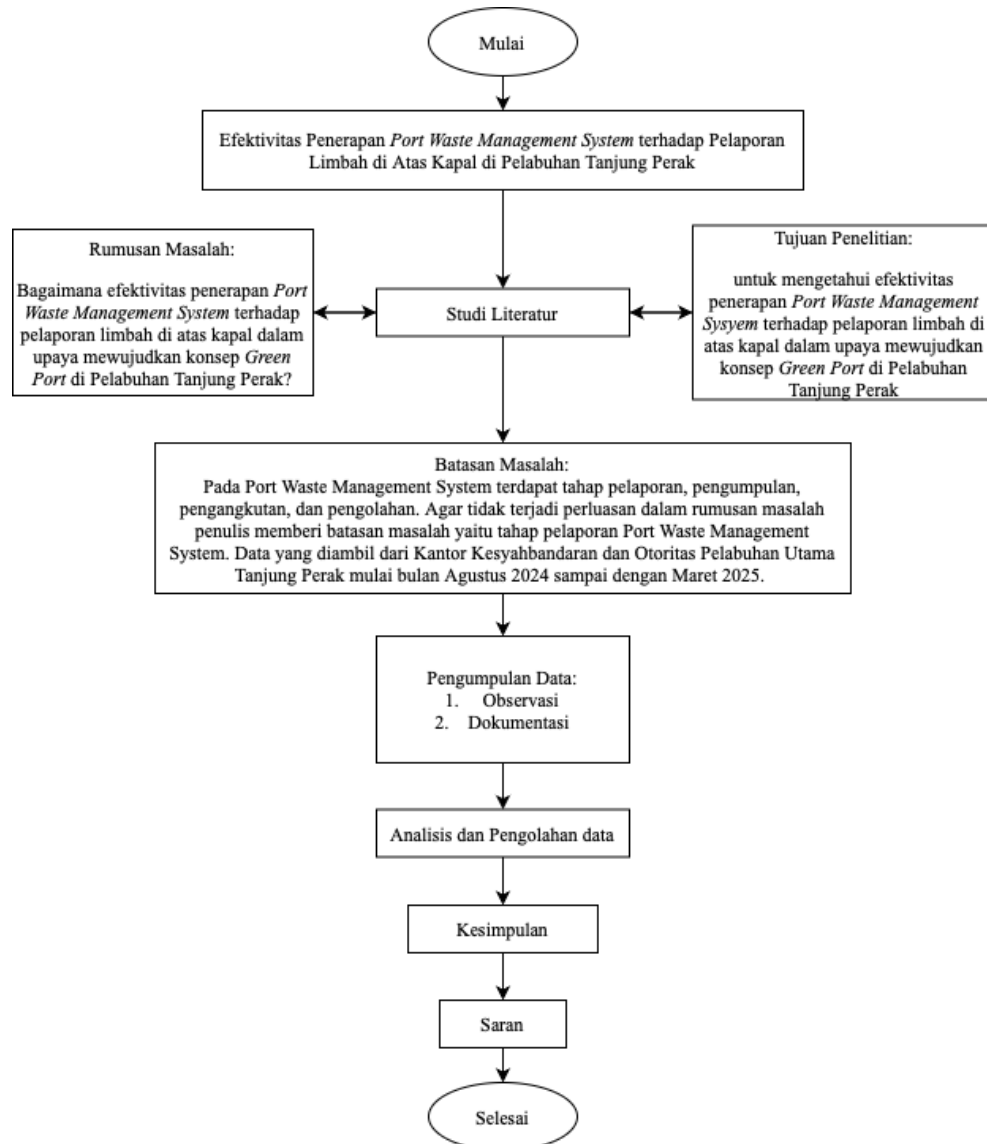 Mulai
Efektivitas Penerapan Port Waste Management System terhadap Pelaporan
Limbah di Atas Kapal di Pelabuhan Tanjung Perak
Rumusan Masalah:
Bagaimana efektivitas penerapan Port
Waste Management System terhadap
pelaporan limbah di atas kapal dalam
upaya mewujudkan konsep Green
Port di Pelabuhan Tanjung Perak?
Studi Literatur
Tujuan Penelitian:
untuk mengetahui efektivitas
penerapan Port Waste Management
Sysyem terhadap pelaporan limbah di
atas kapal dalam upaya mewujudkan
konsep Green Port di Pelabuhan
Tanjung Perak
Batasan Masalah:
Pada Port Waste Management System terdapat tahap pelaporan, pengumpulan,
pengangkutan, dan pengolahan. Agar tidak terjadi perluasan dalam rumusan masalah
penulis memberi batasan masalah yaitu tahap pelaporan Port Waste Management
System. Data yang diambil dari Kantor Kesyahbandaran dan Otoritas Pelabuhan Utama
Tanjung Perak mulai bulan Agustus 2024 sampai dengan Maret 2025.
Pengumpulan Data:
1. Observasi
2. Dokumentasi
Analisis dan Pengolahan data
Kesimpulan
Saran
Selesai